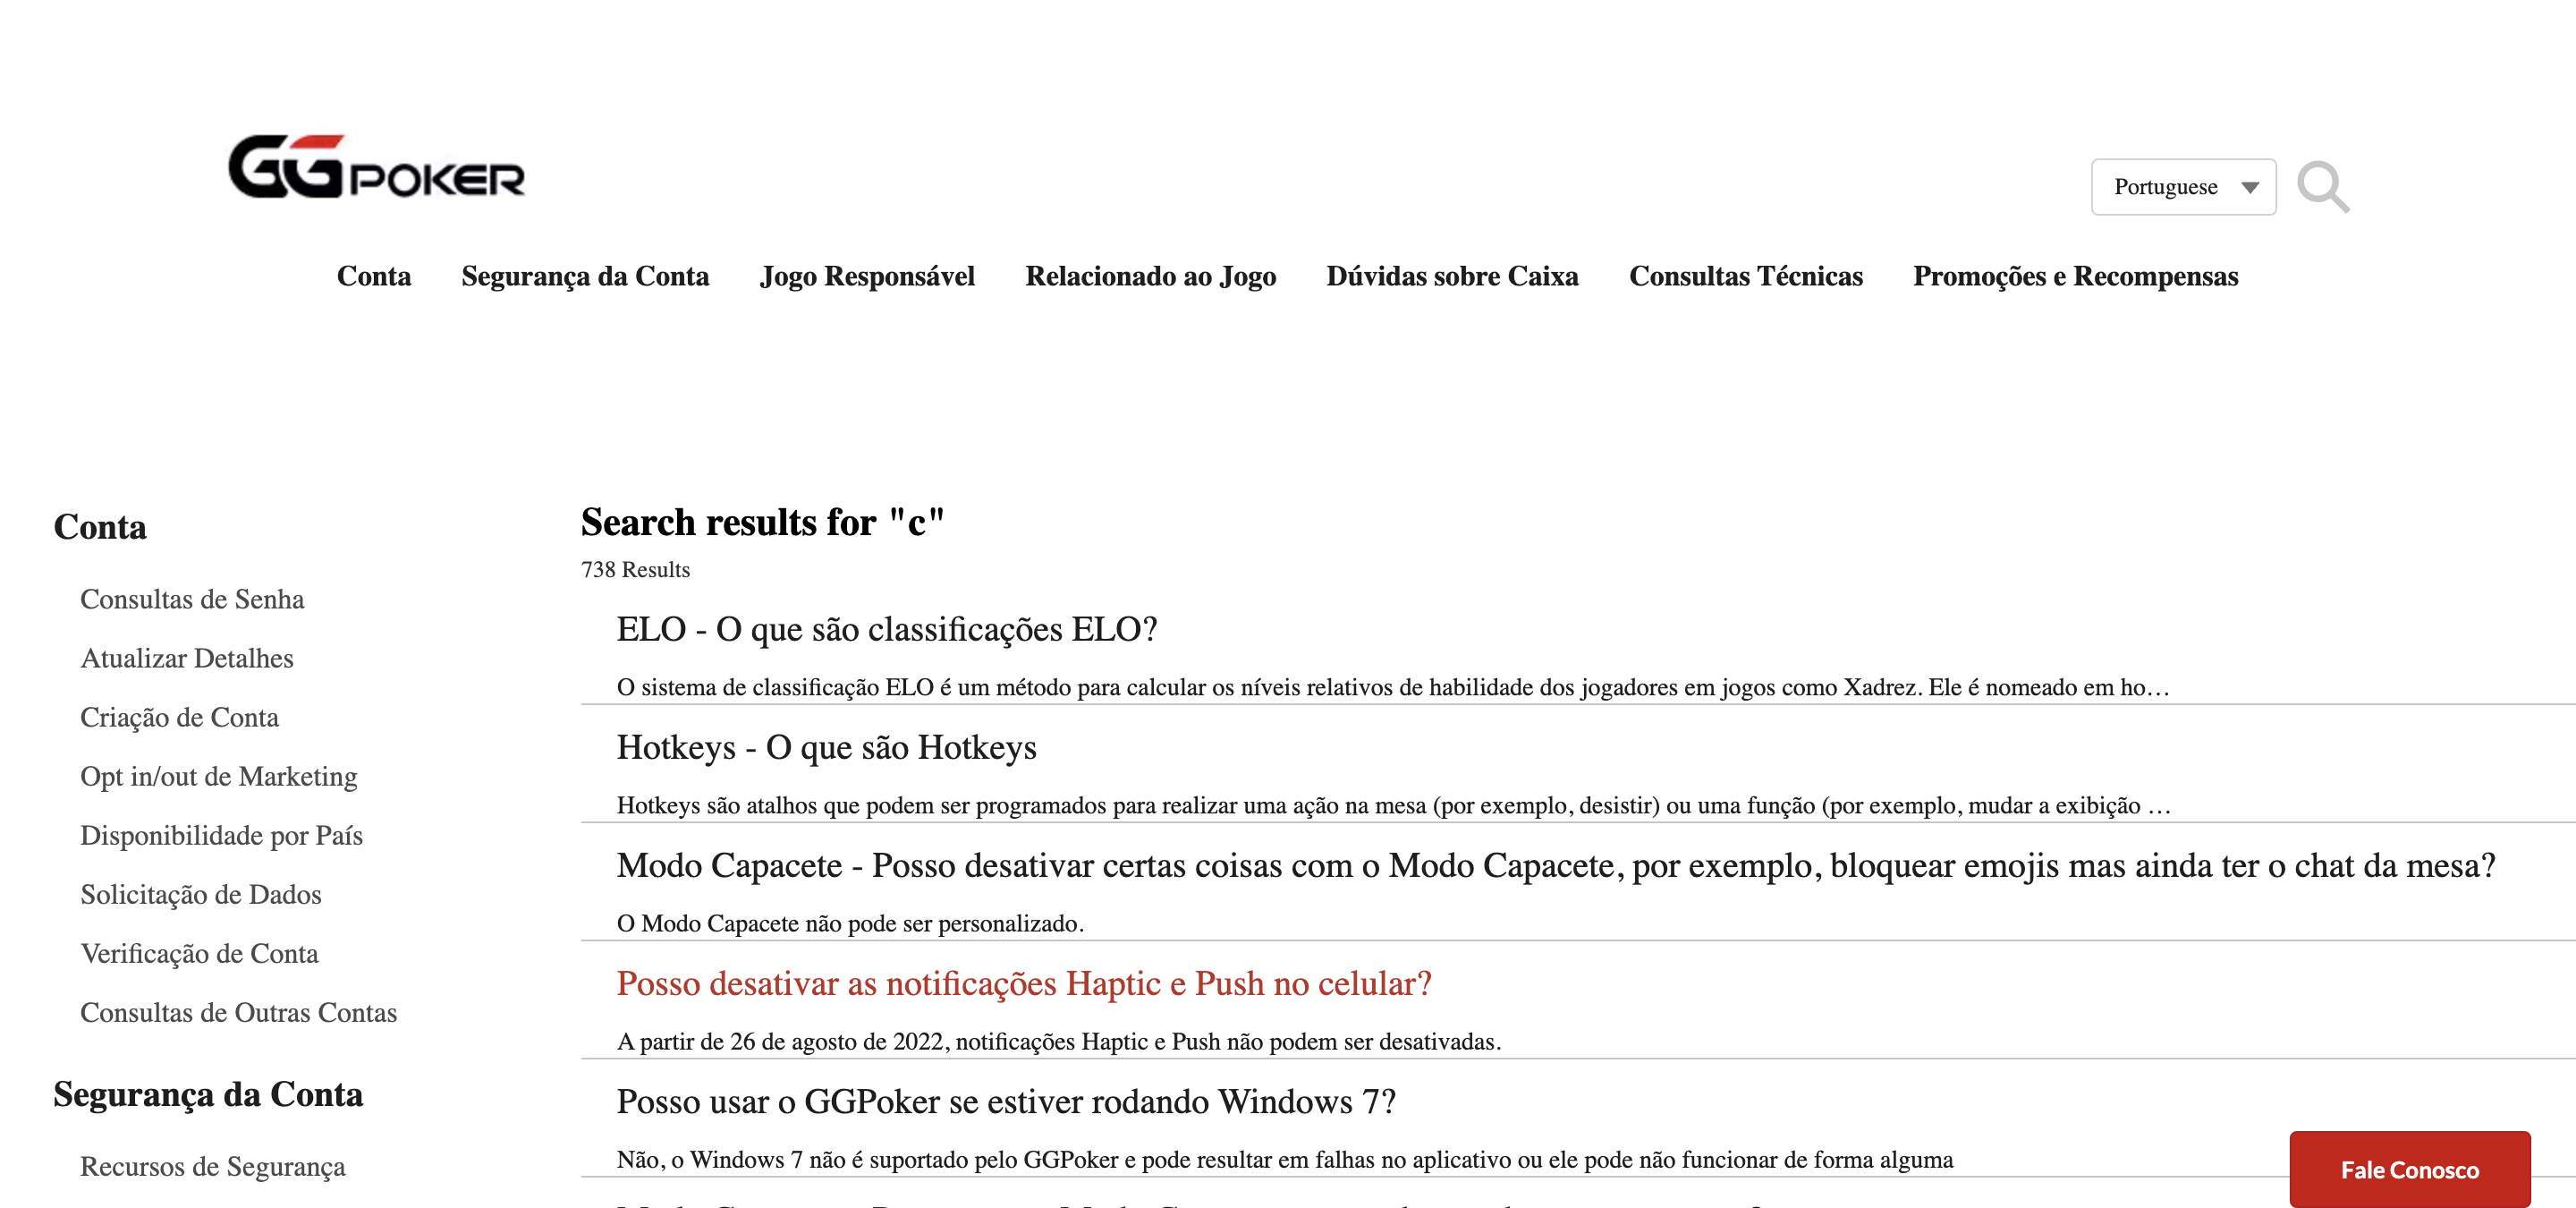 GGPOKER
Portuguese
Conta Segurança da Conta Jogo Responsável Relacionado ao Jogo Dúvidas sobre Caixa Consultas Técnicas Promoções e Recompensas
Conta
Consultas de Senha
Atualizar Detalhes
Criação de Conta
Opt in/out de Marketing
Disponibilidade por País
Solicitação de Dados
Verificação de Conta
Consultas de Outras Contas
Segurança da Conta
Recursos de Segurança
Search results for "c"
738 Results
ELO - O que são classificações ELO?
O sistema de classificação ELO é um método para calcular os níveis relativos de habilidade dos jogadores em jogos como Xadrez. Ele é nomeado em ho…
Hotkeys - O que são Hotkeys
Hotkeys são atalhos que podem ser programados para realizar uma ação na mesa (por exemplo, desistir) ou uma função (por exemplo, mudar a exibição …
Modo Capacete - Posso desativar certas coisas com o Modo Capacete, por exemplo, bloquear emojis mas ainda ter o chat da mesa?
O Modo Capacete não pode ser personalizado.
Posso desativar as notificações Haptic e Push no celular?
A partir de 26 de agosto de 2022, notificações Haptic e Push não podem ser desativadas.
Posso usar o GGPoker se estiver rodando Windows 7?
Não, o Windows 7 não é suportado pelo GGPoker e pode resultar em falhas no aplicativo ou ele pode não funcionar de forma alguma
Fale Conosco